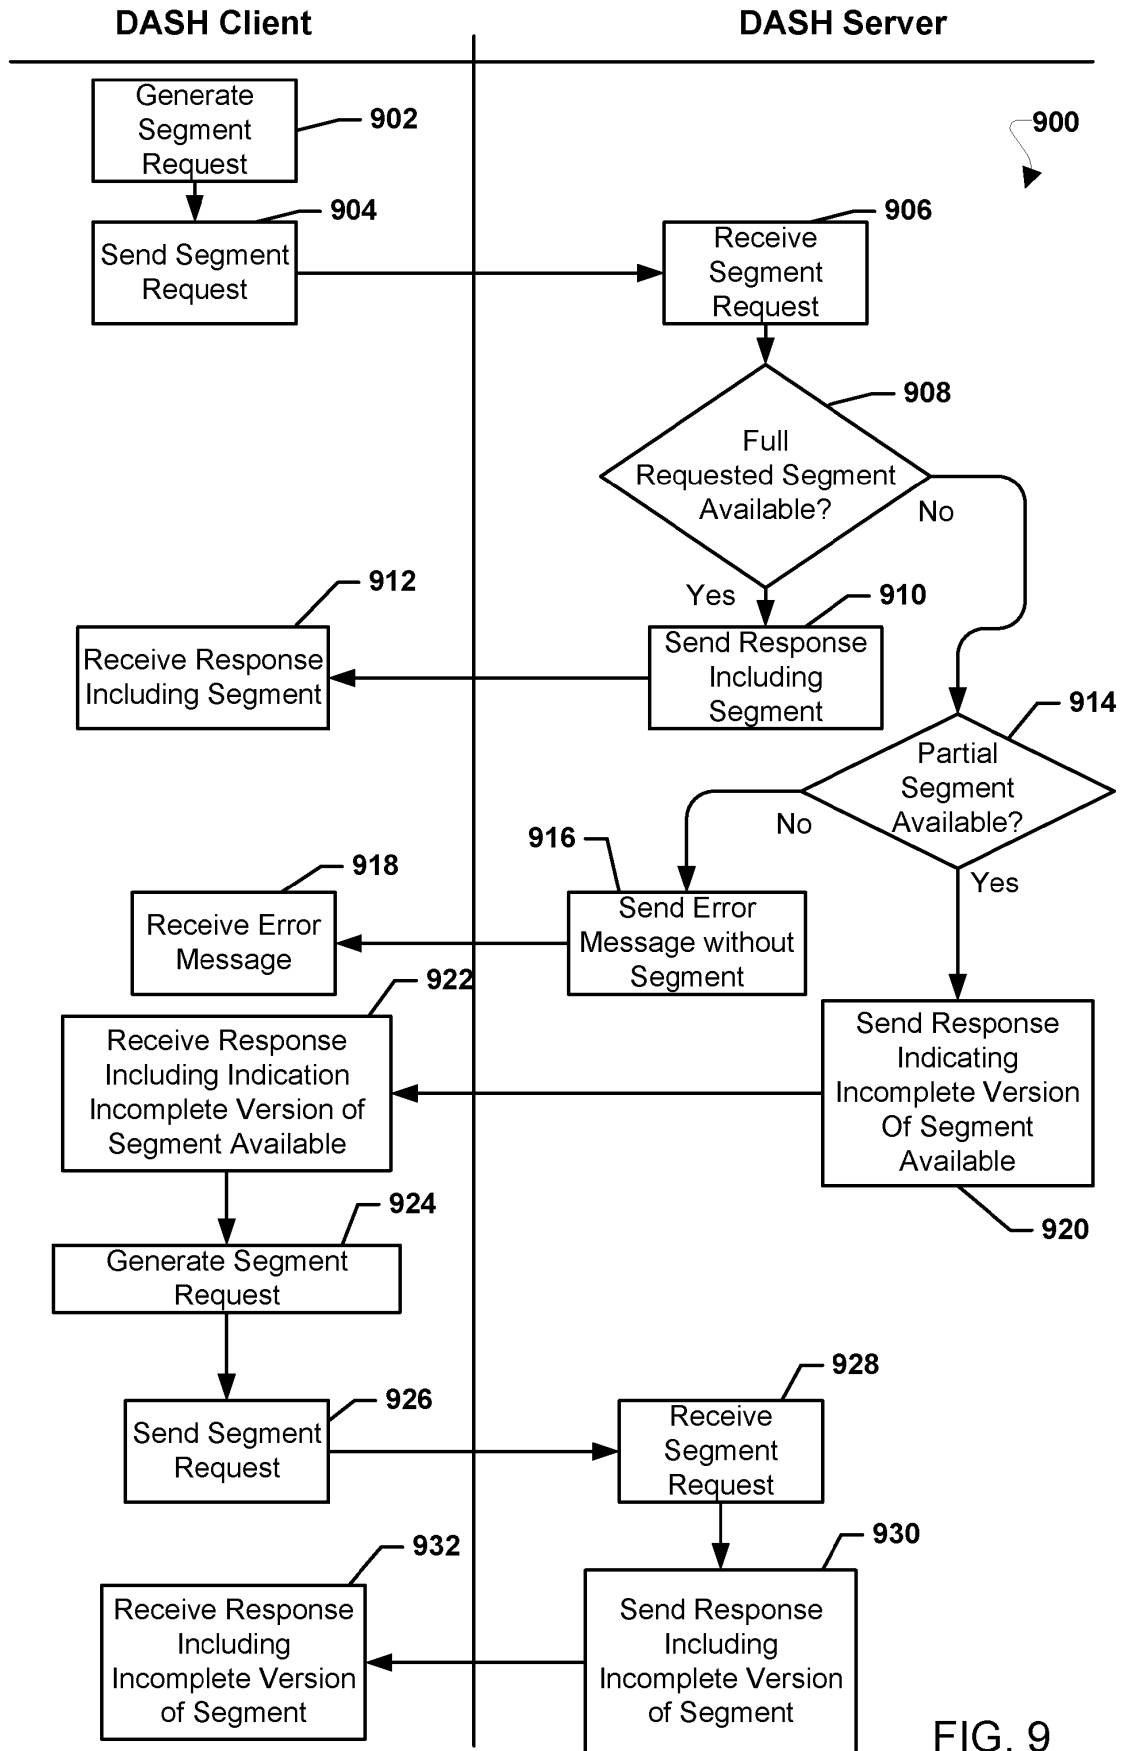 DASH Client
DASH Server
Generate
Segment
Request
902
900
Send Segment
Request
904
Receive
Segment
Request
906
Full
Requested Segment
Available?
908
No
Yes
Send Response
Including
Segment
910
Receive Response
Including Segment
912
Partial
Segment
Available?
914
No
Yes
Send Error
Message without
Segment
916
Receive Error
Message
918
Send Response
Indicating
Incomplete Version
Of Segment
Available
920
Receive Response
Including Indication
Incomplete Version of
Segment Available
922
Generate Segment
Request
924
Send Segment
Request
926
Receive
Segment
Request
928
Send Response
Including
Incomplete Version
of Segment
930
Receive Response
Including
Incomplete Version
of Segment
932
FIG. 9